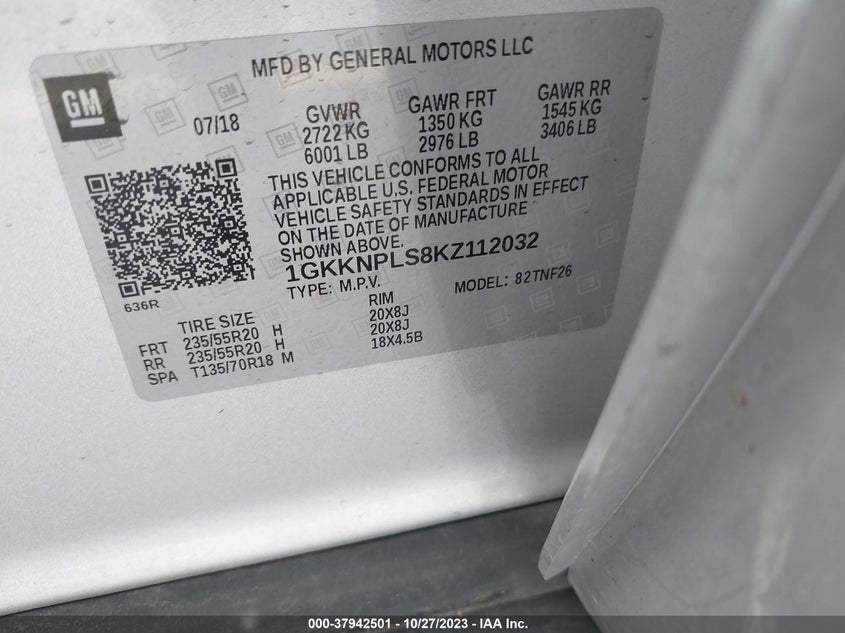 MFD BY GENERAL MOTORS LLC
GM
07/18
GVWR
2722 KG
6001 LB
GAWR FRT
1350 KG
2976 LB
GAWR RR
1545 KG
3406 LB
THIS VEHICLE CONFORMS TO ALL
APPLICABLE U.S. FEDERAL MOTOR
VEHICLE SAFETY STANDARDS IN EFFECT
ON THE DATE OF MANUFACTURE
SHOWN ABOVE.
1GKKNPLS8KZ112032
TYPE: M.P.V. MODEL: 82TNF26
636R
TIRE SIZE RIM
FRT 235/55R20 H 20X8J
RR 235/55R20 H 20X8J
SPA T135/70R18 M 18X4.5B
000-37942501 - 10/27/2023 - IAA Inc.